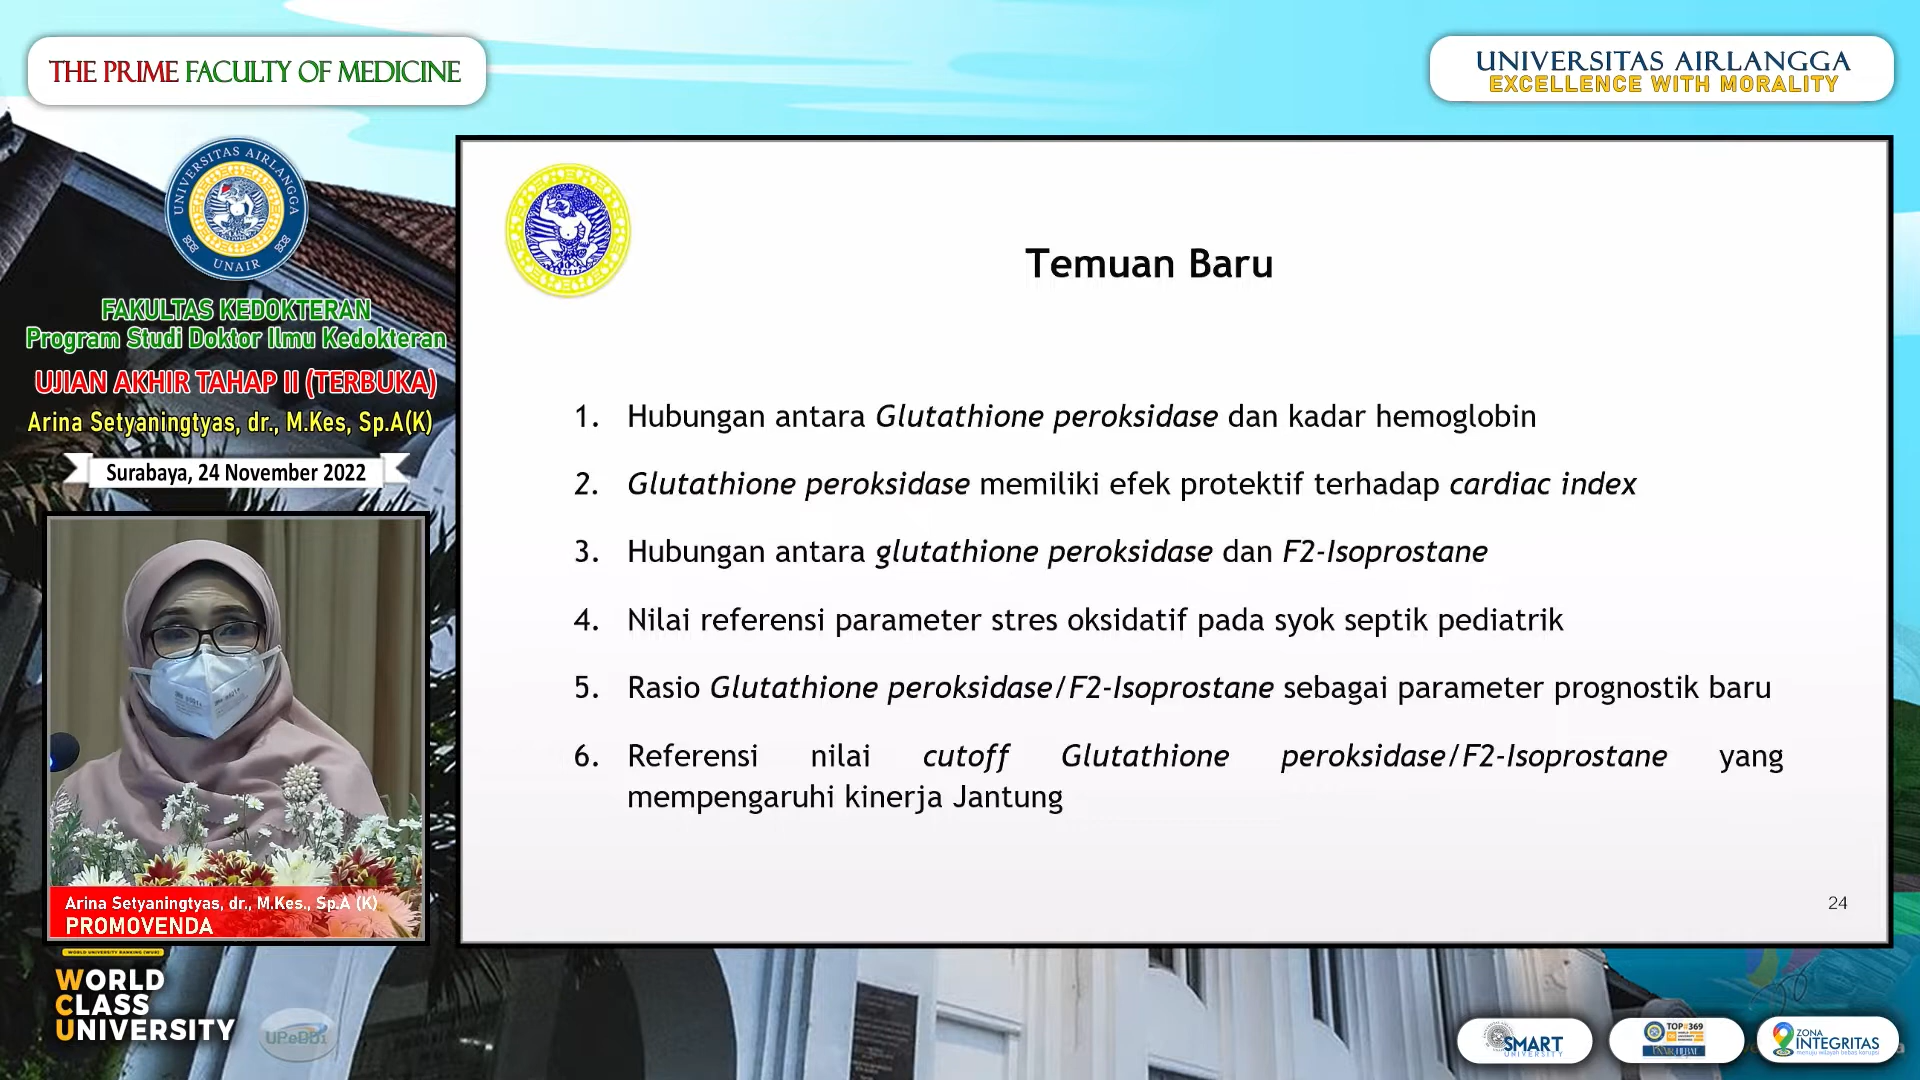 THE PRIME FACULTY OF MEDICINE
UNIVERSITAS AIRLANGGA
EXCELLENCE WITH MORALITY
UNIVERSITAS AIRLANGGA
UNAIR
FAKULTAS KEDOKTERAN
Program Studi Doktor Ilmu Kedokteran
UJIAN AKHIR TAHAP II (TERBUKA)
Arina Setyaningtyas, dr., M.Kes, Sp.A(K)
Surabaya, 24 November 2022
Temuan Baru
1. Hubungan antara Glutathione peroksidase dan kadar hemoglobin
2. Glutathione peroksidase memiliki efek protektif terhadap cardiac index
3. Hubungan antara glutathione peroksidase dan F2-Isoprostane
4. Nilai referensi parameter stres oksidatif pada syok septik pediatrik
5. Rasio Glutathione peroksidase/F2-Isoprostane sebagai parameter prognostik baru
6. Referensi nilai cutoff Glutathione peroksidase/F2-Isoprostane yang
mempengaruhi kinerja Jantung
24
Arina Setyaningtyas, dr., M.Kes., Sp.A (K)
PROMOVENDA
WORLD
CLASS
UNIVERSITY
UPeDDi
SMART
UNIVERSITY
TOP#369
ZONA
INTEGRITAS